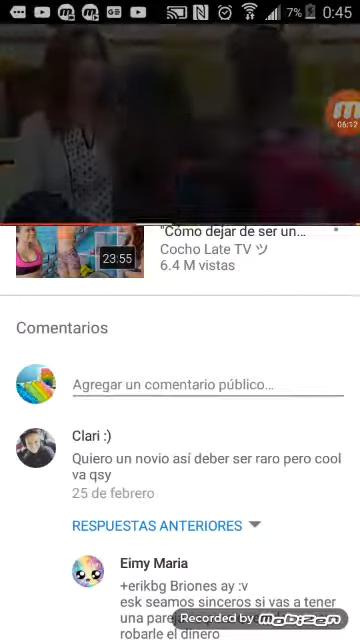 7% 0:45
06:12
"Cómo dejar de ser un...
Cocho Late TV ツ
6.4 M vistas
23:55
Comentarios
Agregar un comentario público...
Clari :)
Quiero un novio así deber ser raro pero cool
va qsy
25 de febrero
RESPUESTAS ANTERIORES
Eimy Maria
+erikbg Briones ay :v
esk seamos sinceros si vas a tener
una pareja
Recorded by mobizen
robarle el dinero